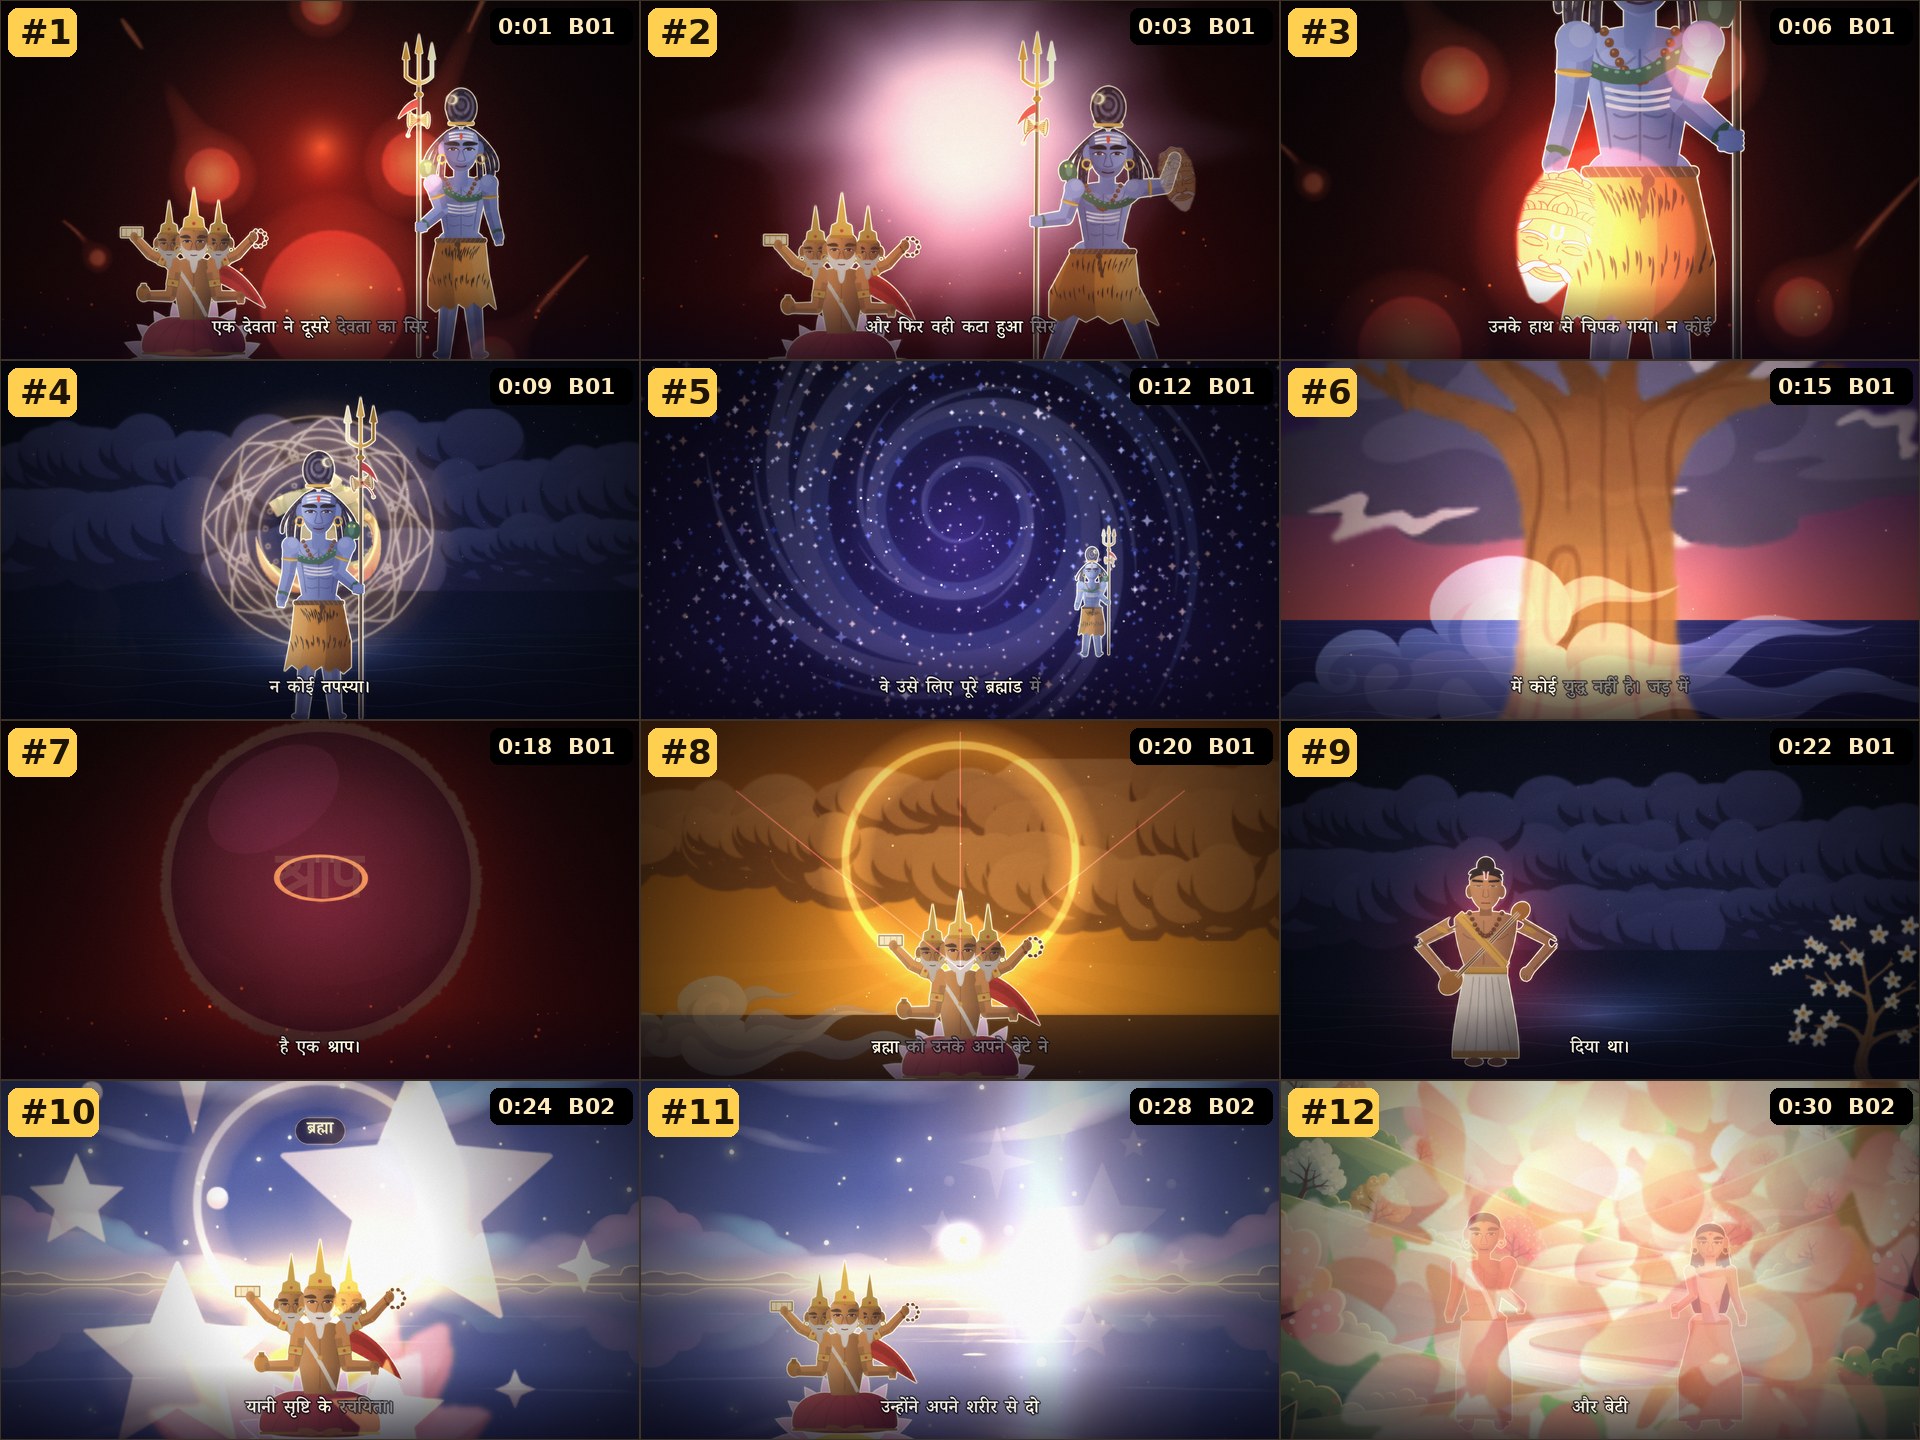 #1
0:01 B01
एक देवता ने दूसरे देवता का सिर
#2
0:03 B01
और फिर वही कटा हुआ सिर
#3
0:06 B01
उनके हाथ से चिपक गया। न कोई
#4
0:09 B01
न कोई तपस्या।
#5
0:12 B01
वे उसे लिए पूरे ब्रह्मांड में
#6
0:15 B01
में कोई युद्ध नहीं है। जड़ में
#7
0:18 B01
श्राप
है एक श्राप।
#8
0:20 B01
ब्रह्मा को उनके अपने बेटे ने
#9
0:22 B01
दिया था।
#10
0:24 B02
ब्रह्मा
यानी सृष्टि के रचयिता।
#11
0:28 B02
उन्होंने अपने शरीर से दो
#12
0:30 B02
और बेटी